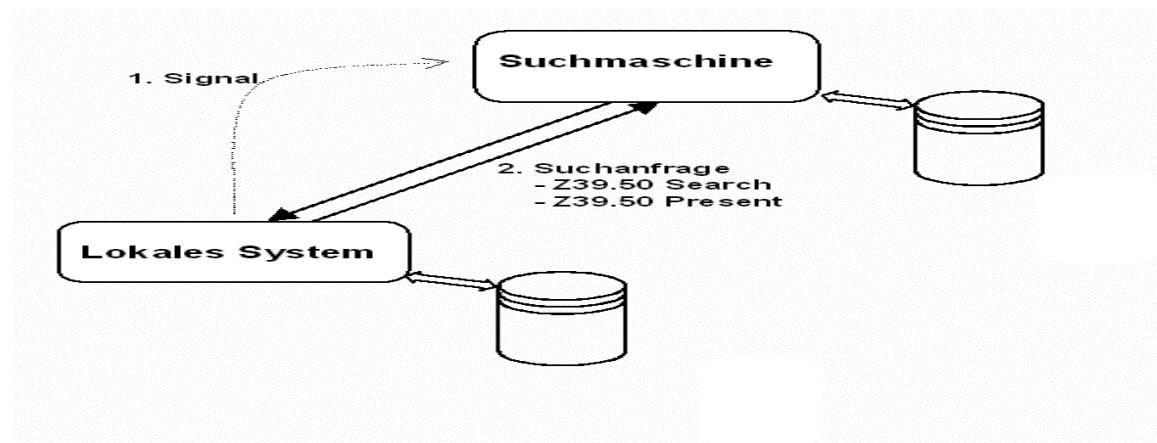 Suchmaschine
1. Signal
2. Suchanfrage
- Z39.50 Search
- Z39.50 Present
Lokales System